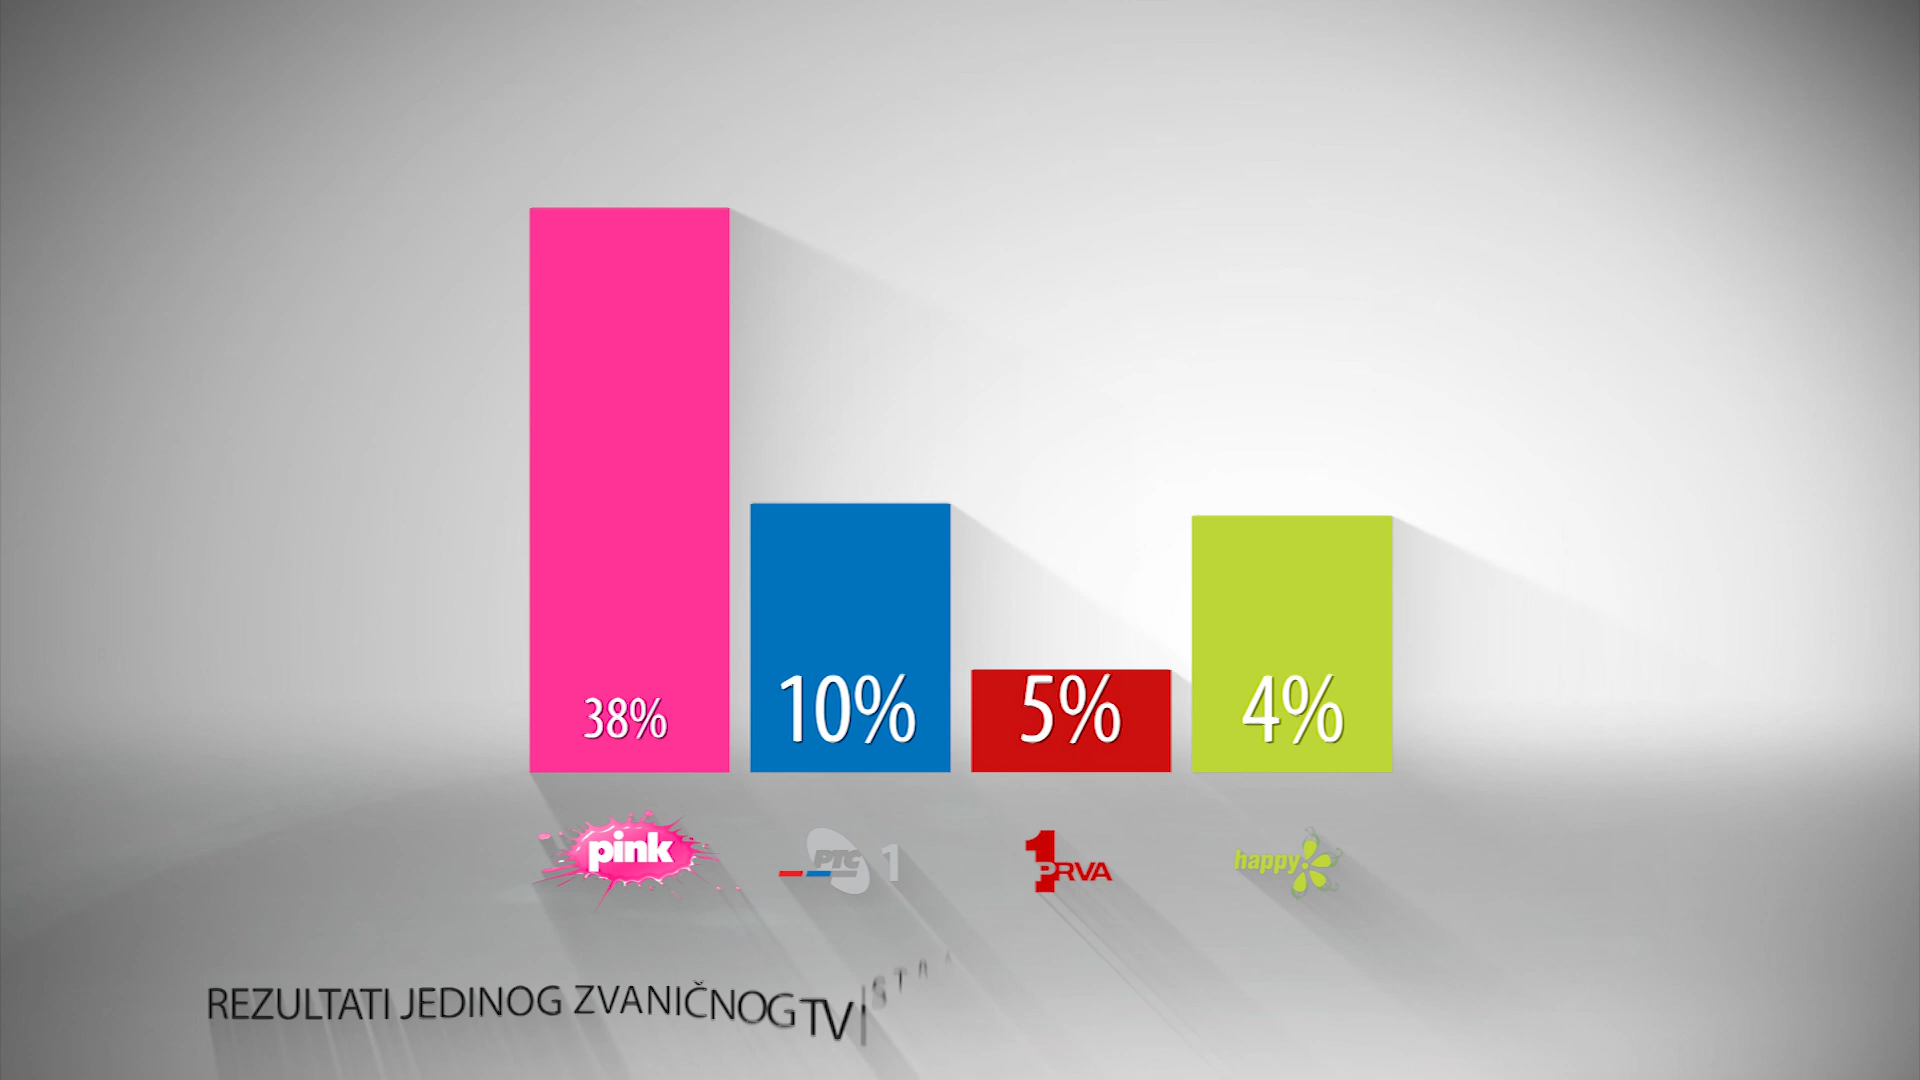 38%
10%
5%
4%
pink
РТС 1
1 PRVA
happy
REZULTATI JEDINOG ZVANIČNOG TV